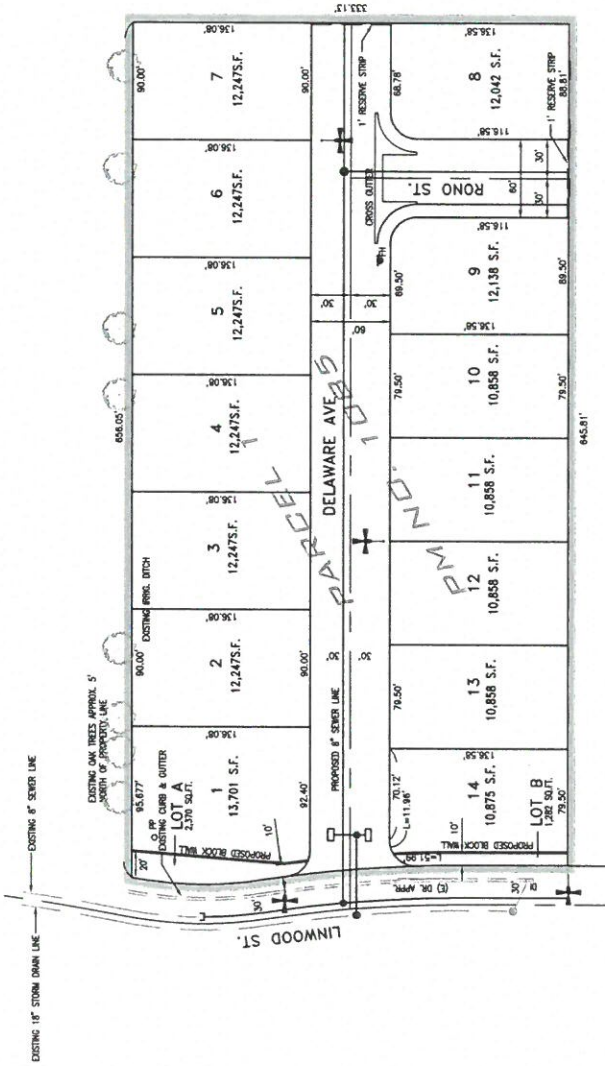 EXISTING 18" STORM DRAIN LINE
EXISTING 8" SEWER LINE
EXISTING OAK TREES APPROX. 5'
NORTH OF PROPERTY LINE
656.05'
333.13'
20'
95.677'
O PP
EXISTING CURB & GUTTER
LOT A
2,370 SQ.FT.
PROPOSED BLOCK WALL
10'
1
13,701 S.F.
92.40'
136.08'
90.00'
EXISTING IRRIG. DITCH
2
12,247S.F.
90.00'
136.08'
3
12,247S.F.
136.08'
4
12,247S.F.
136.08'
5
12,247S.F.
136.08'
6
12,247S.F.
136.08'
90.00'
7
12,247S.F.
90.00'
136.08'
LINWOOD ST.
30'
PROPOSED 8" SEWER LINE
30'
30'
DELAWARE AVE.
30'
30'
60'
PARCEL 1
PM NO. 1085
CROSS GUTTER
1' RESERVE STRIP
FH
(E) DR. APPR.
DI
30'
L=51.99'
PROPOSED BLOCK WALL
10'
LOT B
1,282 SQ.FT.
L=11.96'
70.12'
14
10,875 S.F.
79.50'
136.58'
79.50'
13
10,858 S.F.
12
10,858 S.F.
11
10,858 S.F.
79.50'
10
10,858 S.F.
79.50'
136.58'
69.50'
9
12,138 S.F.
89.50'
116.58'
RONO ST.
60'
30'
30'
116.58'
68.78'
8
12,042 S.F.
88.81'
136.58'
1' RESERVE STRIP
645.81'